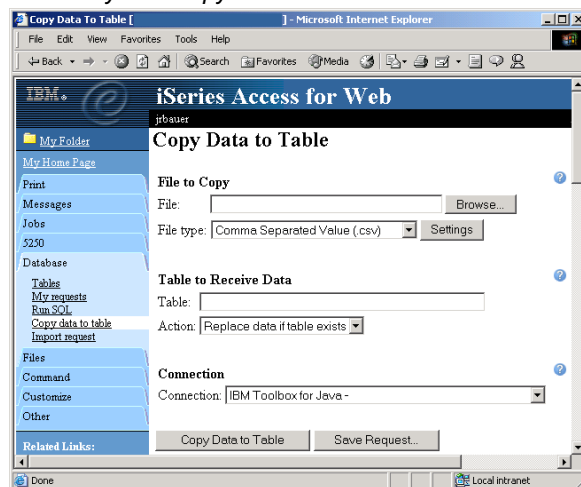 Copy Data To Table [ ] - Microsoft Internet Explorer
File Edit View Favorites Tools Help
Back Search Favorites Media
IBM. iSeries Access for Web
jrbauer
My Folder
Copy Data to Table
My Home Page
Print
Messages
Jobs
5250
Database
Tables
My requests
Run SQL
Copy data to table
Import request
Files
Command
Customize
Other
Related Links:
File to Copy
File: Browse...
File type: Comma Separated Value (.csv) Settings
Table to Receive Data
Table:
Action: Replace data if table exists
Connection
Connection: IBM Toolbox for Java -
Copy Data to Table Save Request...
Done Local intranet